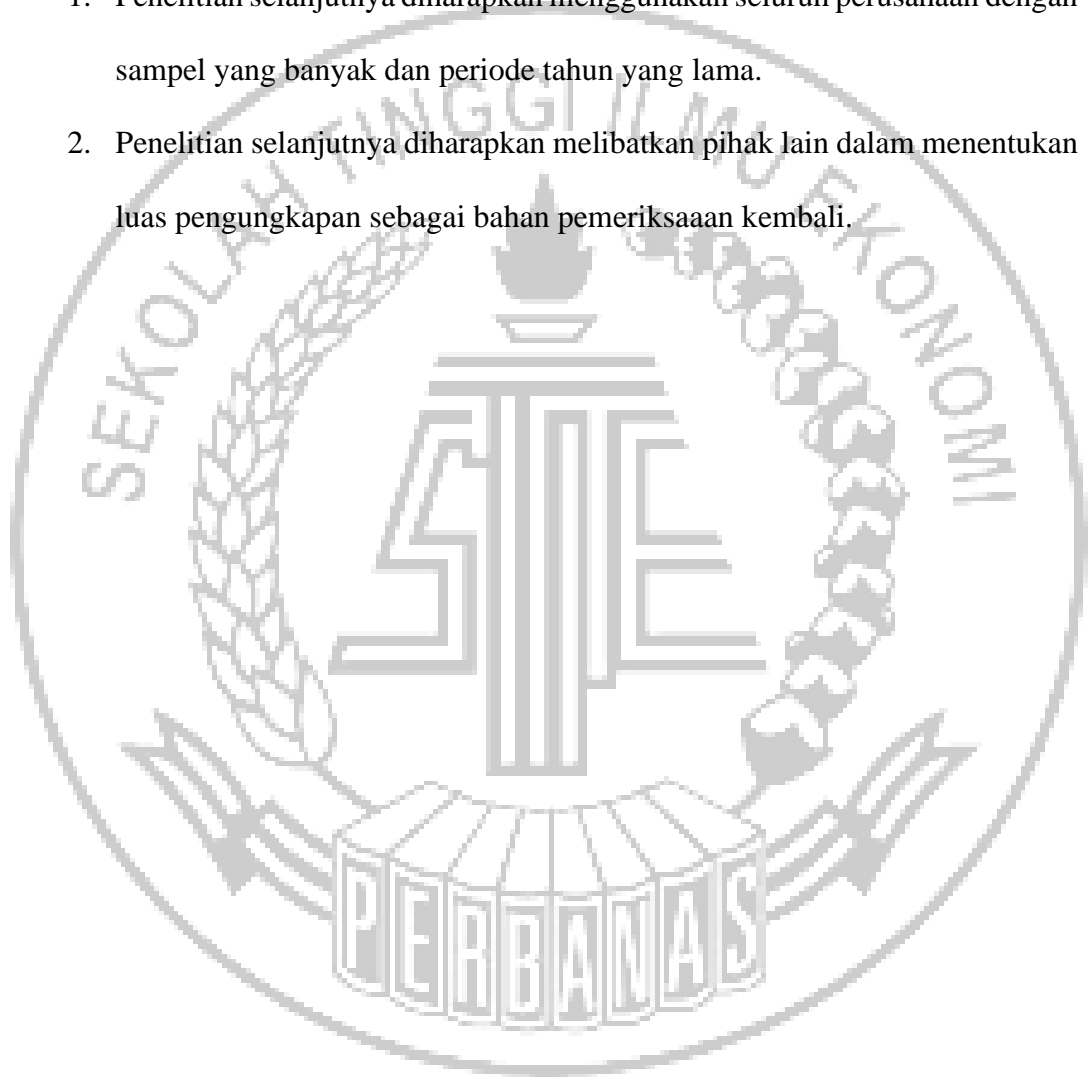 1. Penelitian selanjutnya diharapkan menggunakan seluruh perusahaan dengan
sampel yang banyak dan periode tahun yang lama.
2. Penelitian selanjutnya diharapkan melibatkan pihak lain dalam menentukan
luas pengungkapan sebagai bahan pemeriksaaan kembali.
SEKOLAH TINGGI ILMU EKONOMI
STIE
PERBANAS